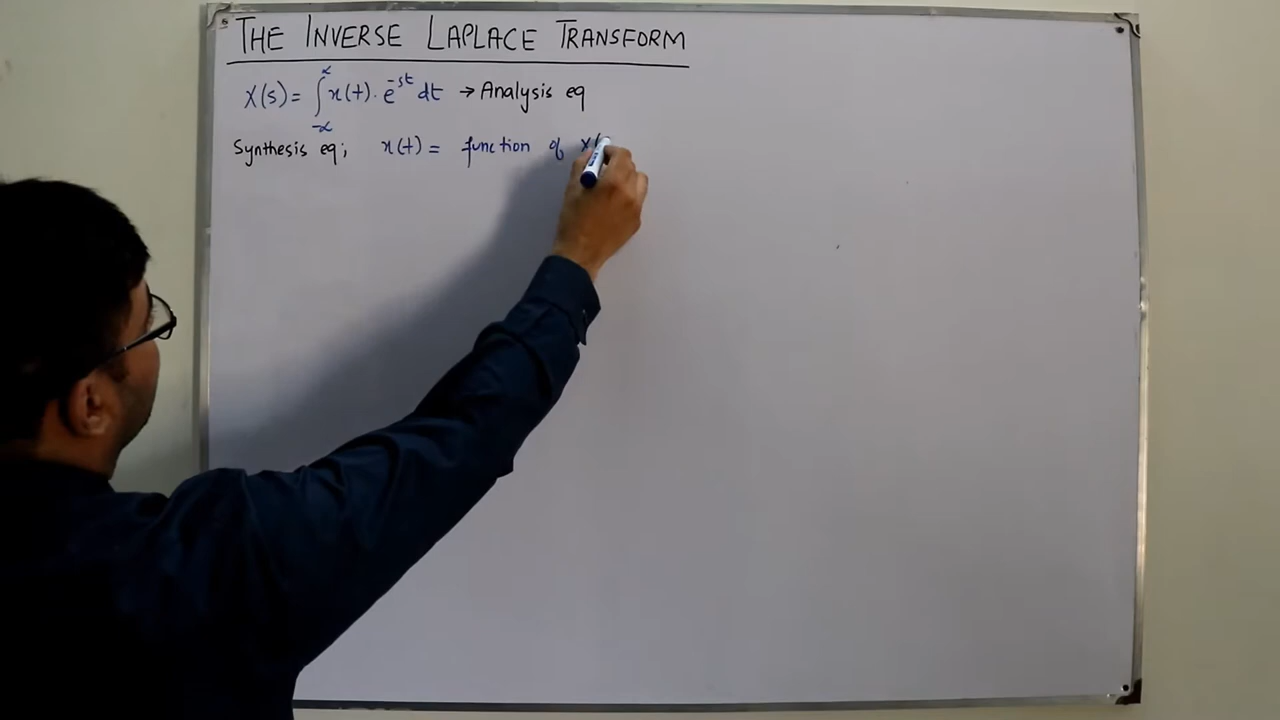 THE INVERSE LAPLACE TRANSFORM
X(s) = ∫_{-∞}^{∞} x(t) · e^{-st} dt → Analysis eq
Synthesis eq; x(t) = function of X(